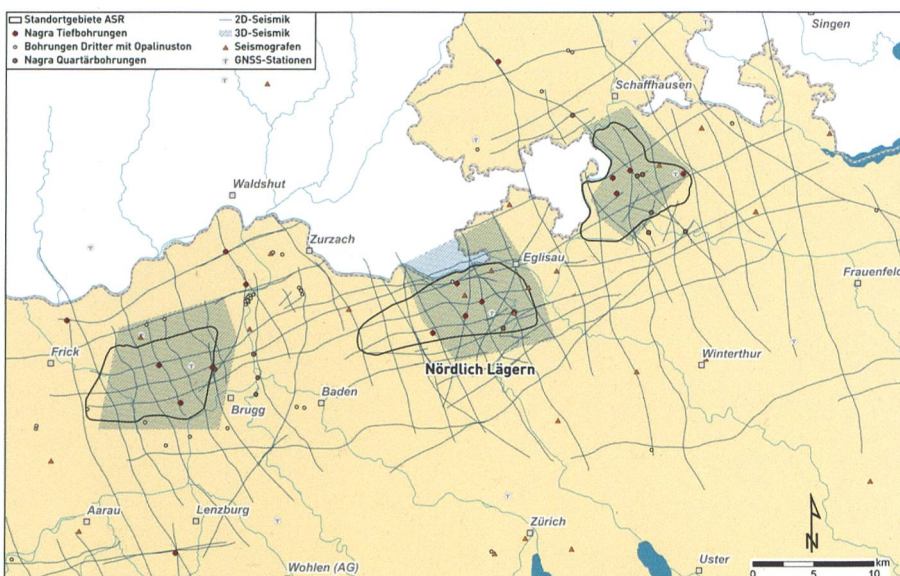 Standortgebiete ASR
Nagra Tiefbohrungen
Bohrungen Dritter mit Opalinuston
Nagra Quartärbohrungen
2D-Seismik
3D-Seismik
Seismografen
GNSS-Stationen
Singen
Schaffhausen
Waldshut
Zurzach
Eglisau
Frauenfeld
Frick
Nördlich Lägern
Winterthur
Baden
Brugg
Aarau
Lenzburg
Zürich
Wohlen (AG)
Uster
N
km
0 5 10